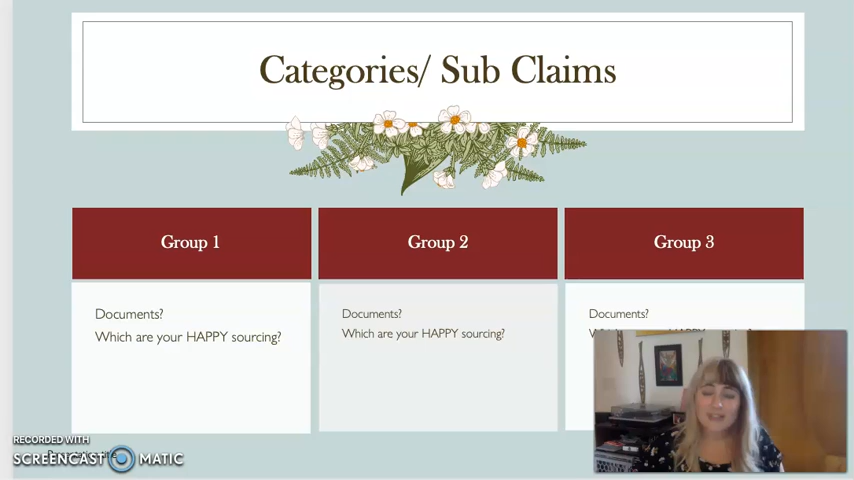 Categories/ Sub Claims
Group 1
Group 2
Group 3
Documents?
Which are your HAPPY sourcing?
Documents?
Which are your HAPPY sourcing?
Documents?
RECORDED WITH
SCREENCAST MATIC